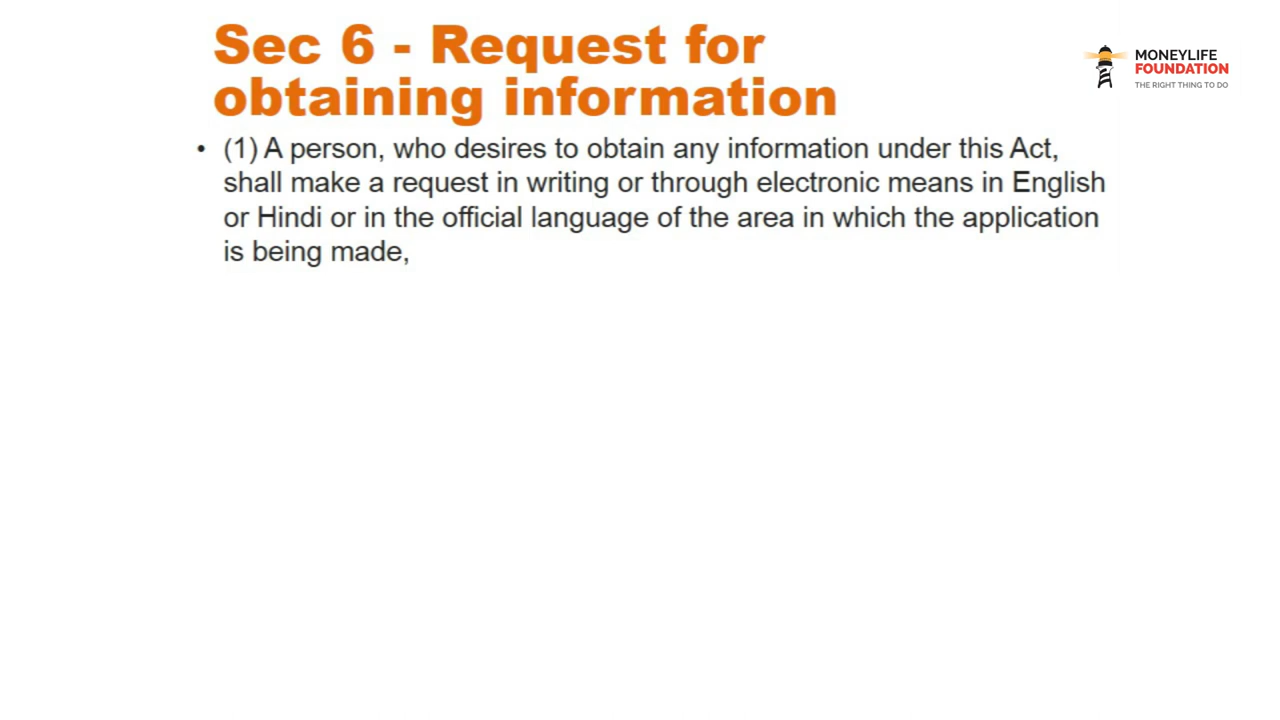 Sec 6 - Request for
obtaining information
MONEYLIFE
FOUNDATION
THE RIGHT THING TO DO
• (1) A person, who desires to obtain any information under this Act,
shall make a request in writing or through electronic means in English
or Hindi or in the official language of the area in which the application
is being made,